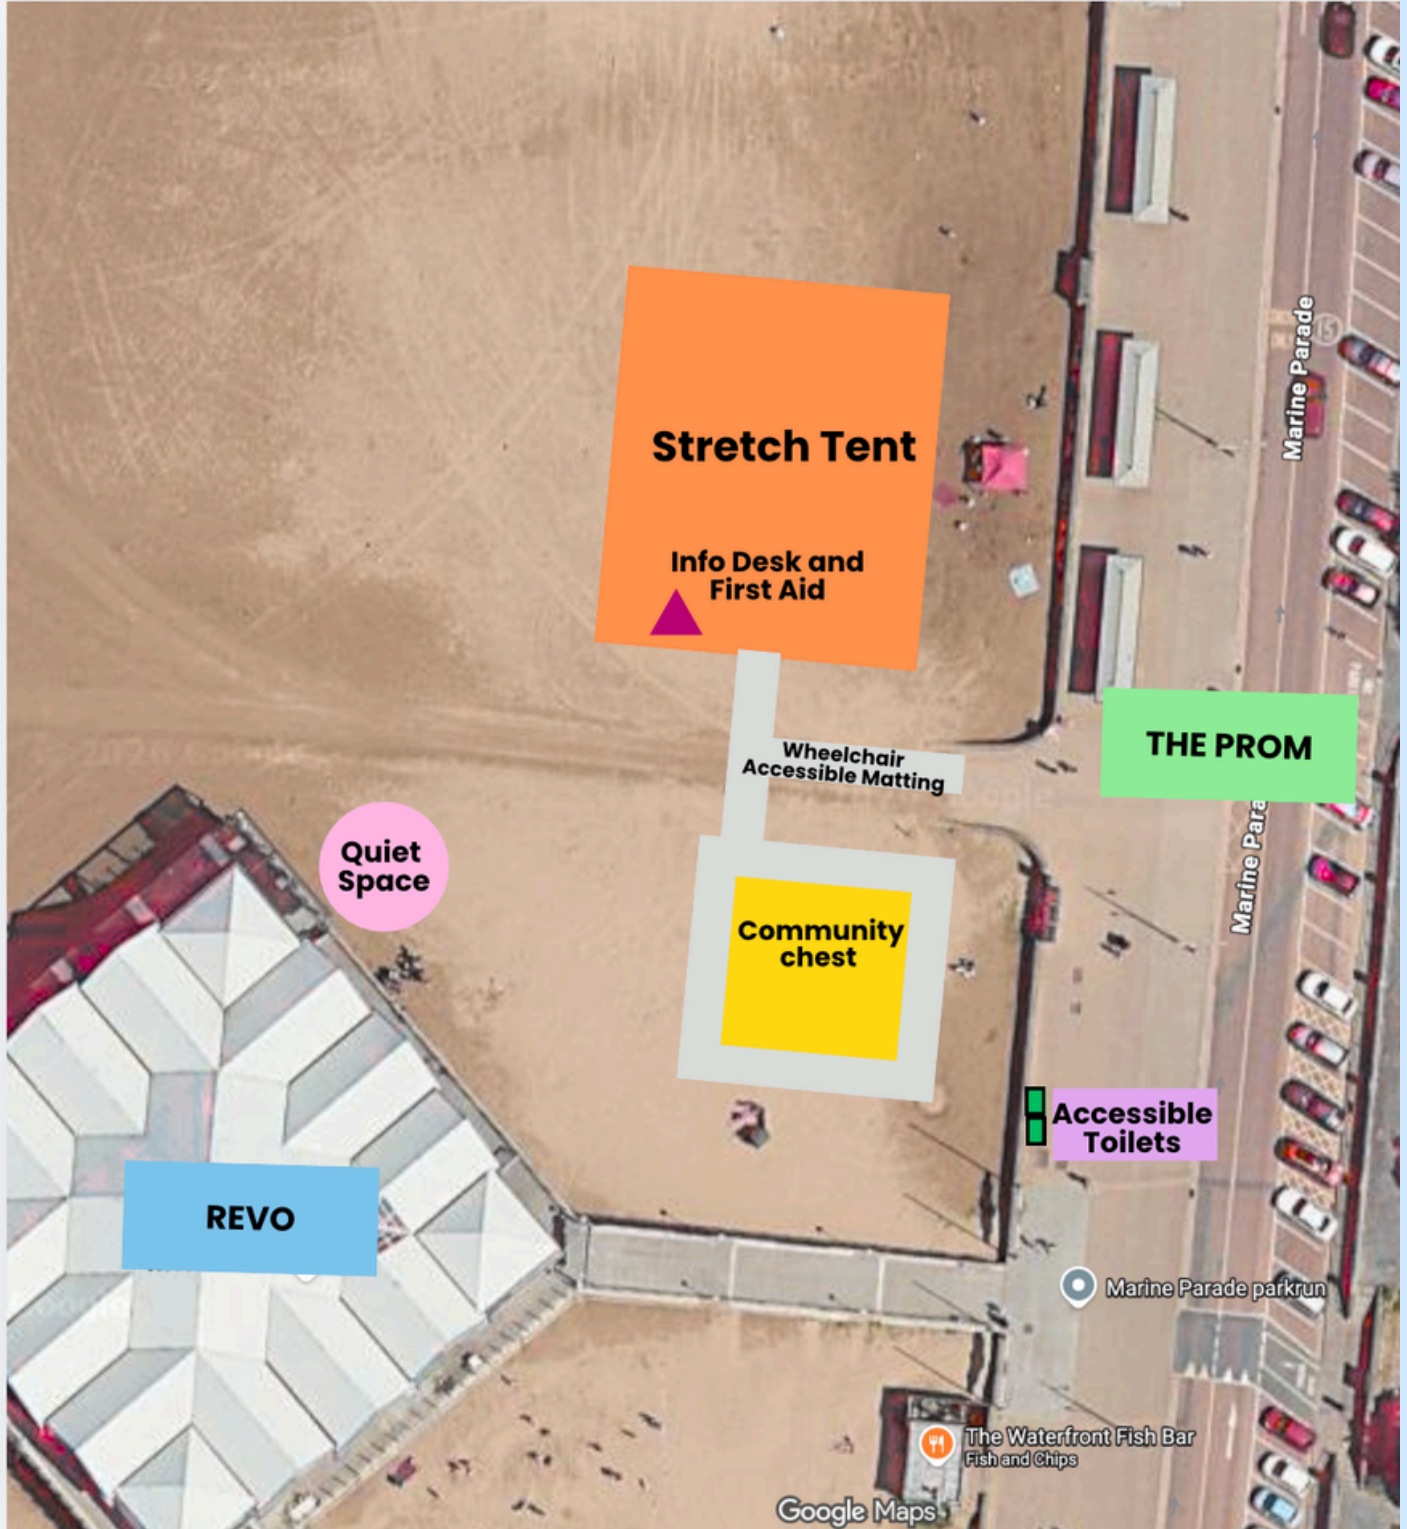 Marine Parade
15
Stretch Tent
Info Desk and
First Aid
THE PROM
Wheelchair
Accessible Matting
Marine Para
Quiet
Space
Community
chest
Accessible
Toilets
REVO
Marine Parade parkrun
The Waterfront Fish Bar
Fish and Chips
Google Maps